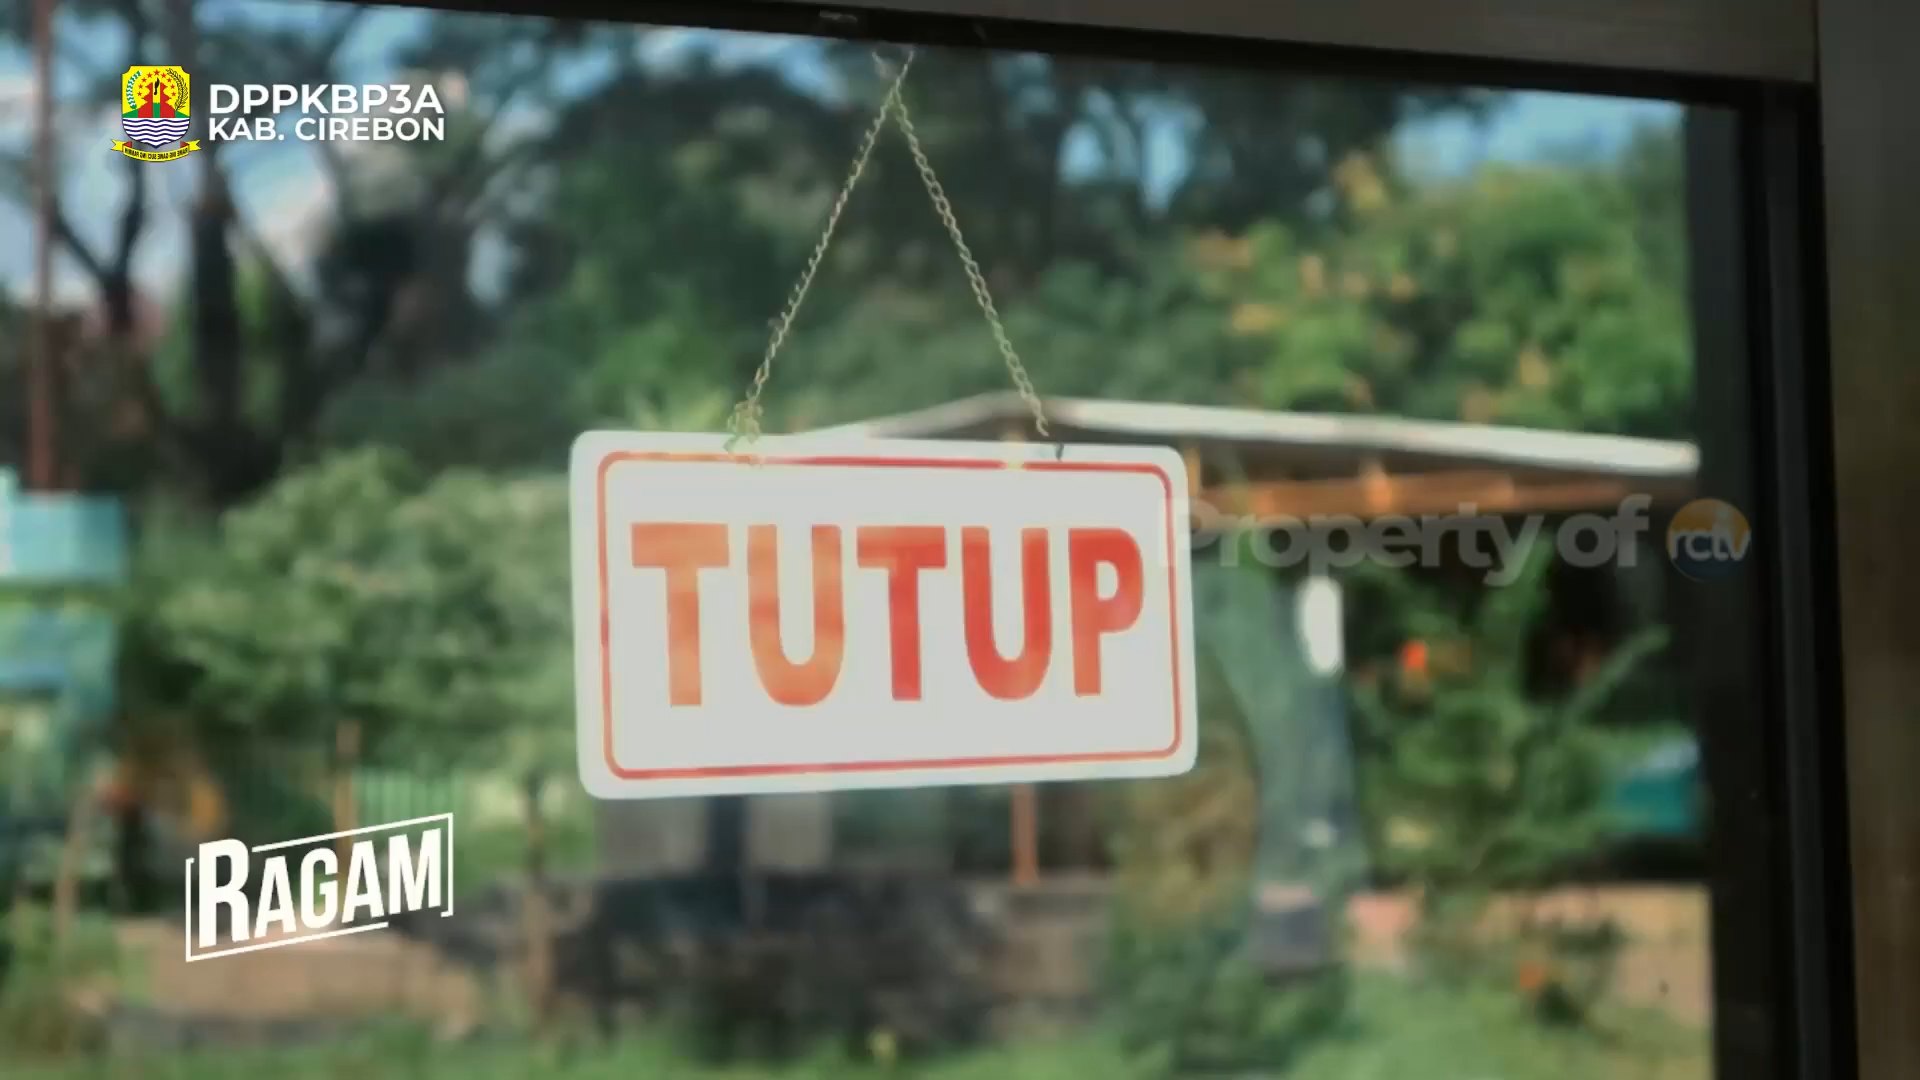 DPPKBP3A
KAB. CIREBON
TUTUP
Property of rctv
RAGAM